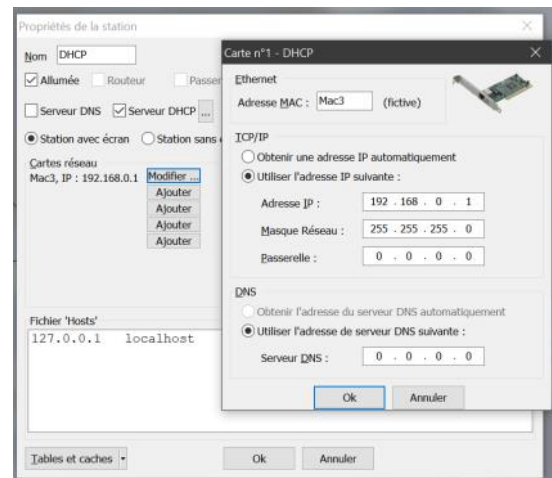 Propriétés de la station
Nom DHCP
Allumée Routeur Passer
Serveur DNS Serveur DHCP ...
Station avec écran Station sans
Cartes réseau
Mac3, IP : 192.168.0.1 Modifier ...
Ajouter
Ajouter
Ajouter
Ajouter
Fichier 'Hosts'
127.0.0.1 localhost
Tables et caches
Ok Annuler
Carte n°1 - DHCP
Ethernet
Adresse MAC : Mac3 (fictive)
TCP/IP
Obtenir une adresse IP automatiquement
Utiliser l'adresse IP suivante :
Adresse IP : 192 . 168 . 0 . 1
Masque Réseau : 255 . 255 . 255 . 0
Passerelle : 0 . 0 . 0 . 0
DNS
Obtenir l'adresse du serveur DNS automatiquement
Utiliser l'adresse de serveur DNS suivante :
Serveur DNS : 0 . 0 . 0 . 0
Ok Annuler